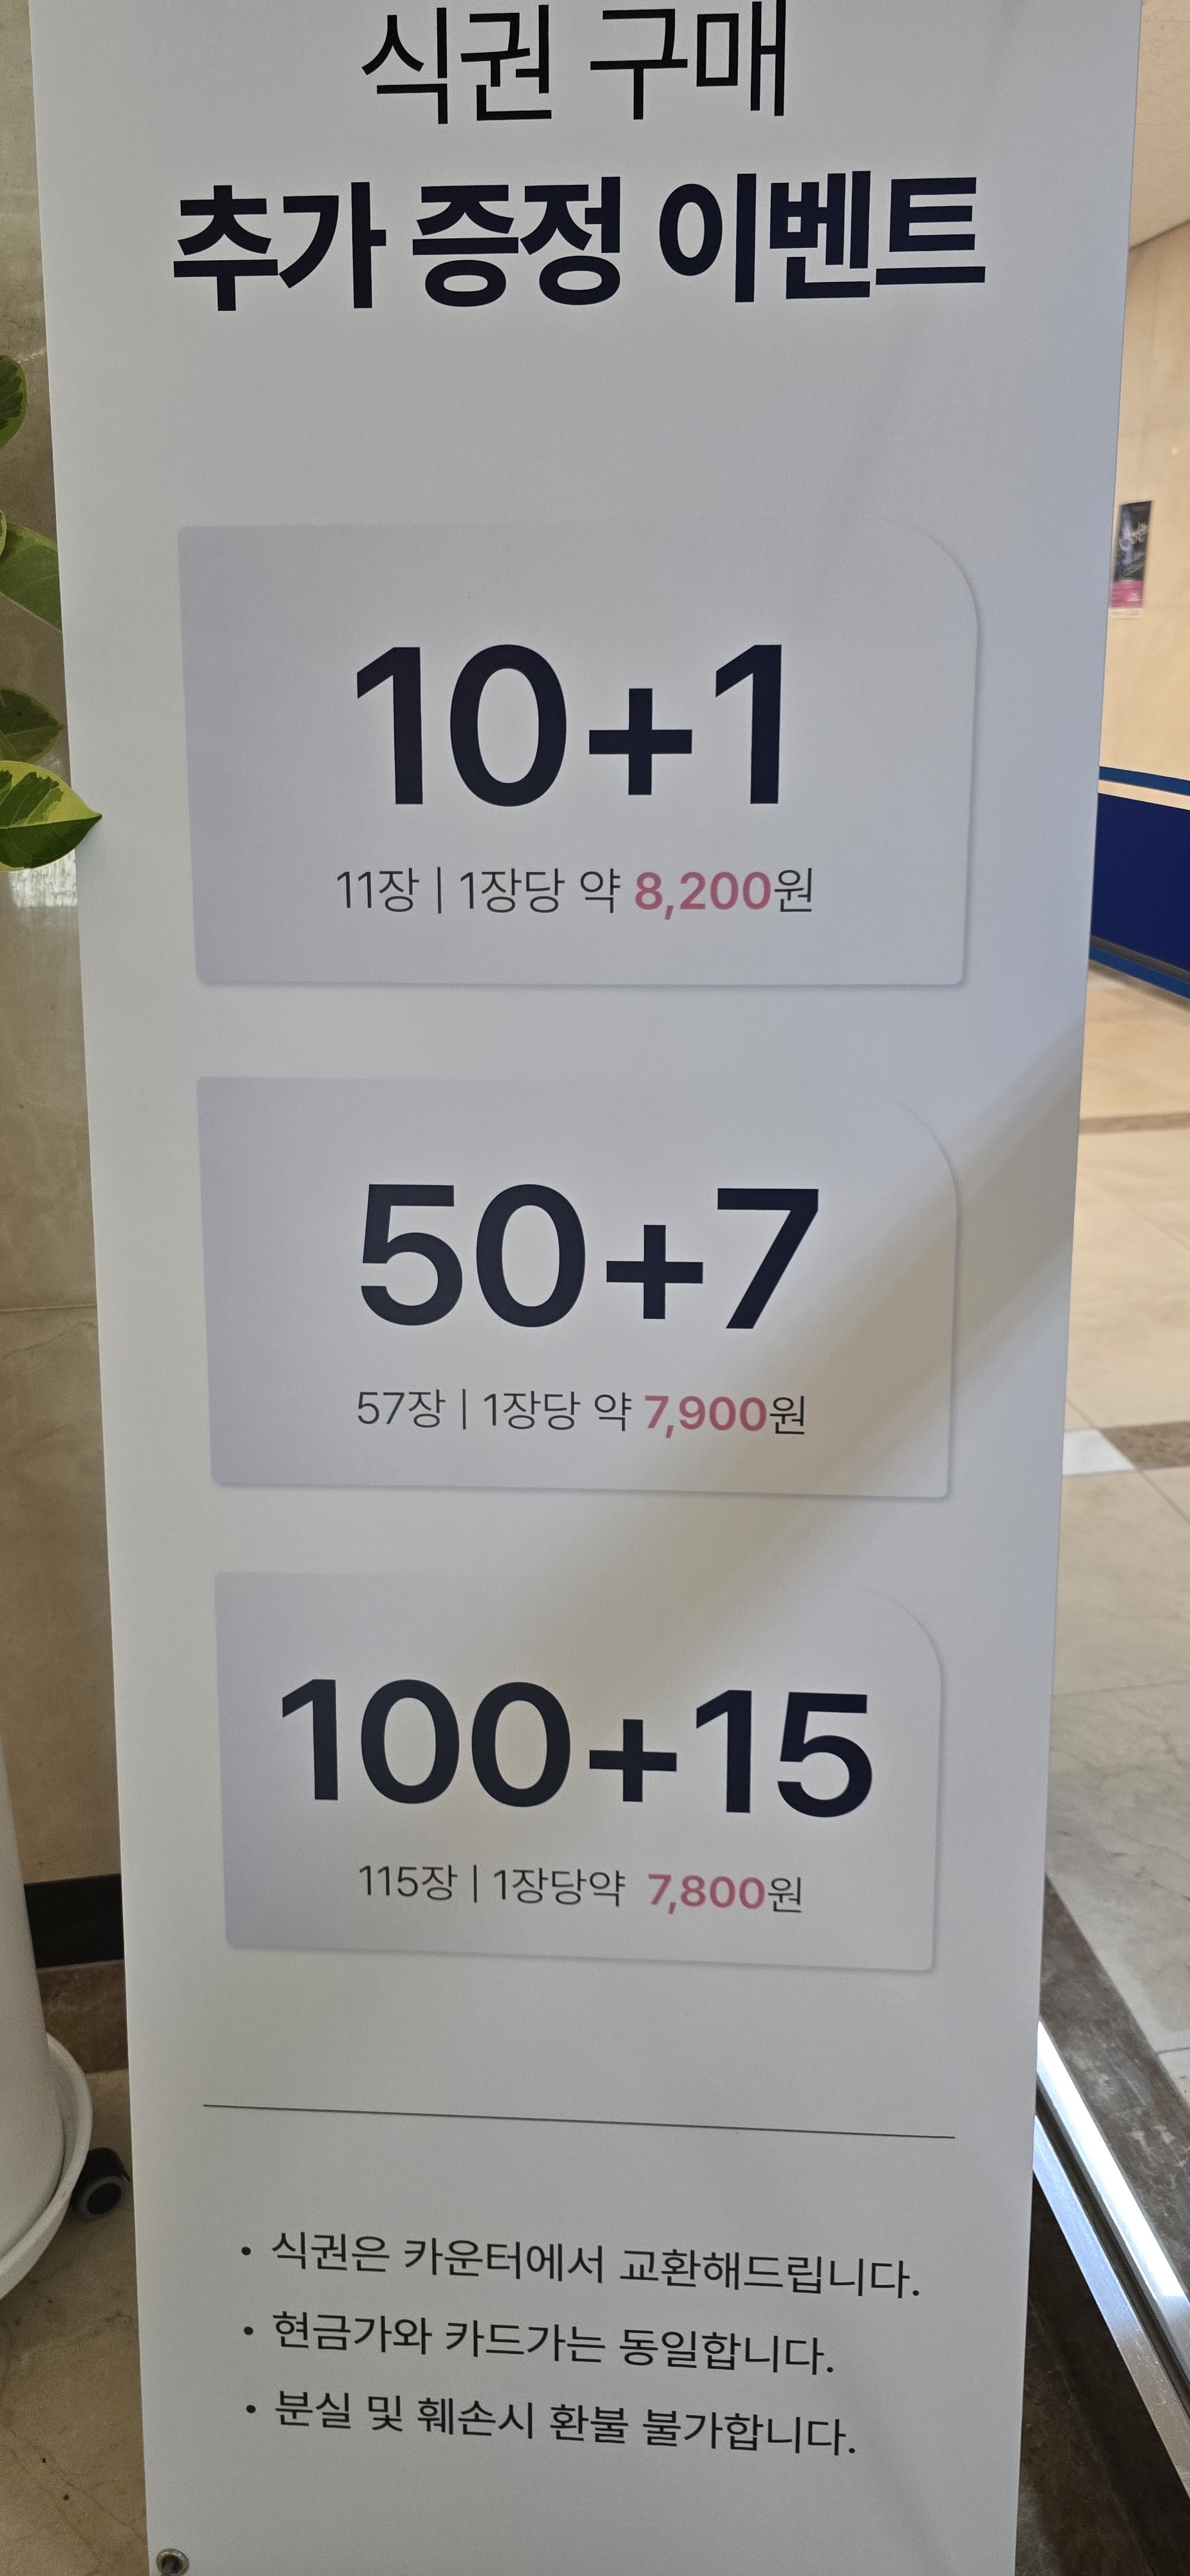 식권 구매
추가 증정 이벤트
10+1
11장 | 1장당 약 8,200원
50+7
57장 | 1장당 약 7,900원
100+15
115장 | 1장당약 7,800원
• 식권은 카운터에서 교환해드립니다.
• 현금가와 카드가는 동일합니다.
• 분실 및 훼손시 환불 불가합니다.